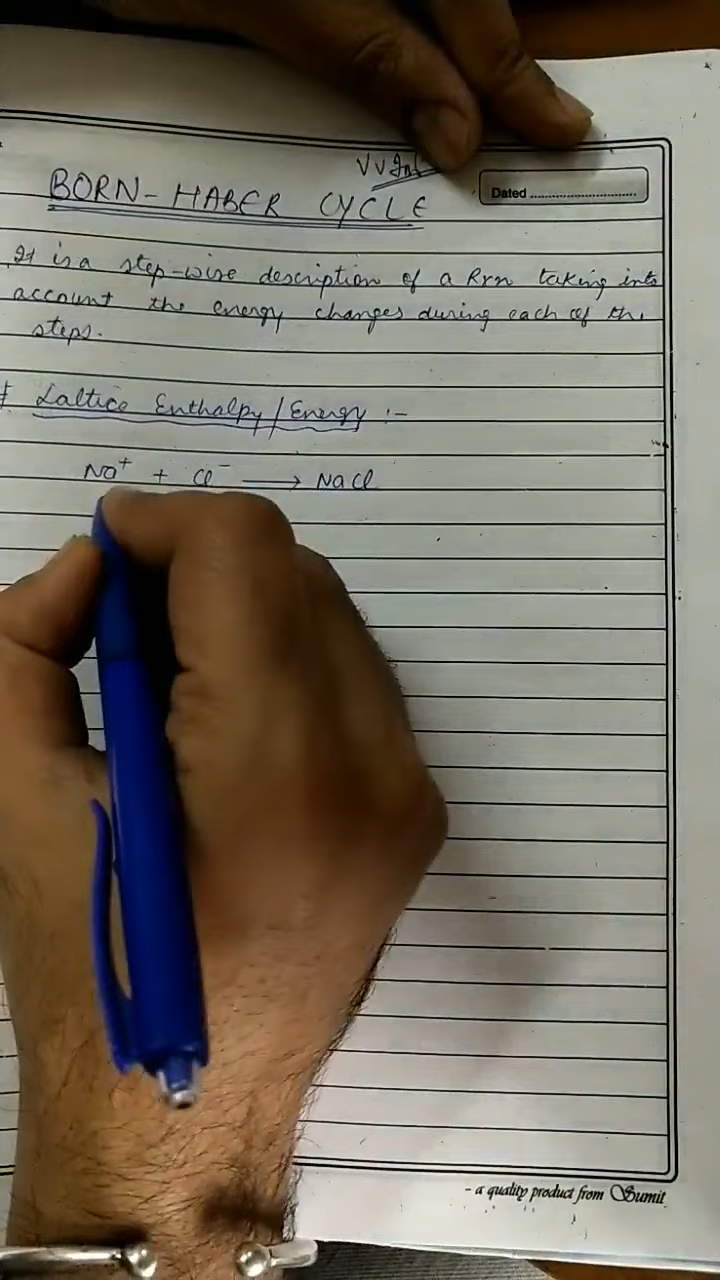 V V Imp
BORN-HABER CYCLE
Dated
It is a step-wise description of a Rxn taking into
account the energy changes during each of the
steps.
# Lattice Enthalpy/Energy :-
Na⁺ + Cl⁻ → NaCl
- a quality product from Sumit